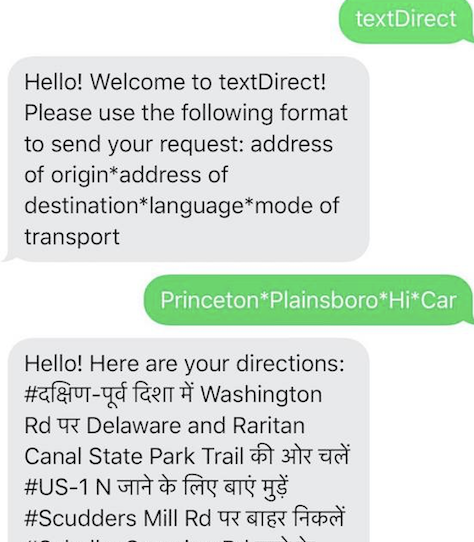 textDirect
Hello! Welcome to textDirect!
Please use the following format
to send your request: address
of origin*address of
destination*language*mode of
transport
Princeton*Plainsboro*Hi*Car
Hello! Here are your directions:
#दक्षिण-पूर्व दिशा में Washington
Rd पर Delaware and Raritan
Canal State Park Trail की ओर चलें
#US-1 N जाने के लिए बाएं मुड़ें
#Scudders Mill Rd पर बाहर निकलें